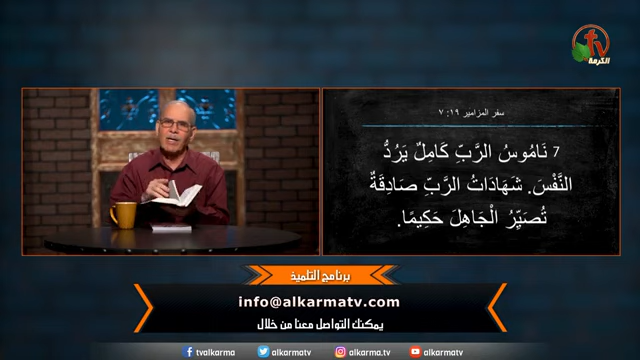 tv
الكرمة
سفر المزامير ١٩: ٧
7 نَامُوسُ الرَّبِّ كَامِلٌ يَرُدُّ
النَّفْسَ. شَهَادَاتُ الرَّبِّ صَادِقَةٌ
تُصَيِّرُ الْجَاهِلَ حَكِيمًا.
برنامج التلميذ
info@alkarmatv.com
يمكنك التواصل معنا من خلال
tvalkarma
alkarmatv
alkarmatv
alkarmatv